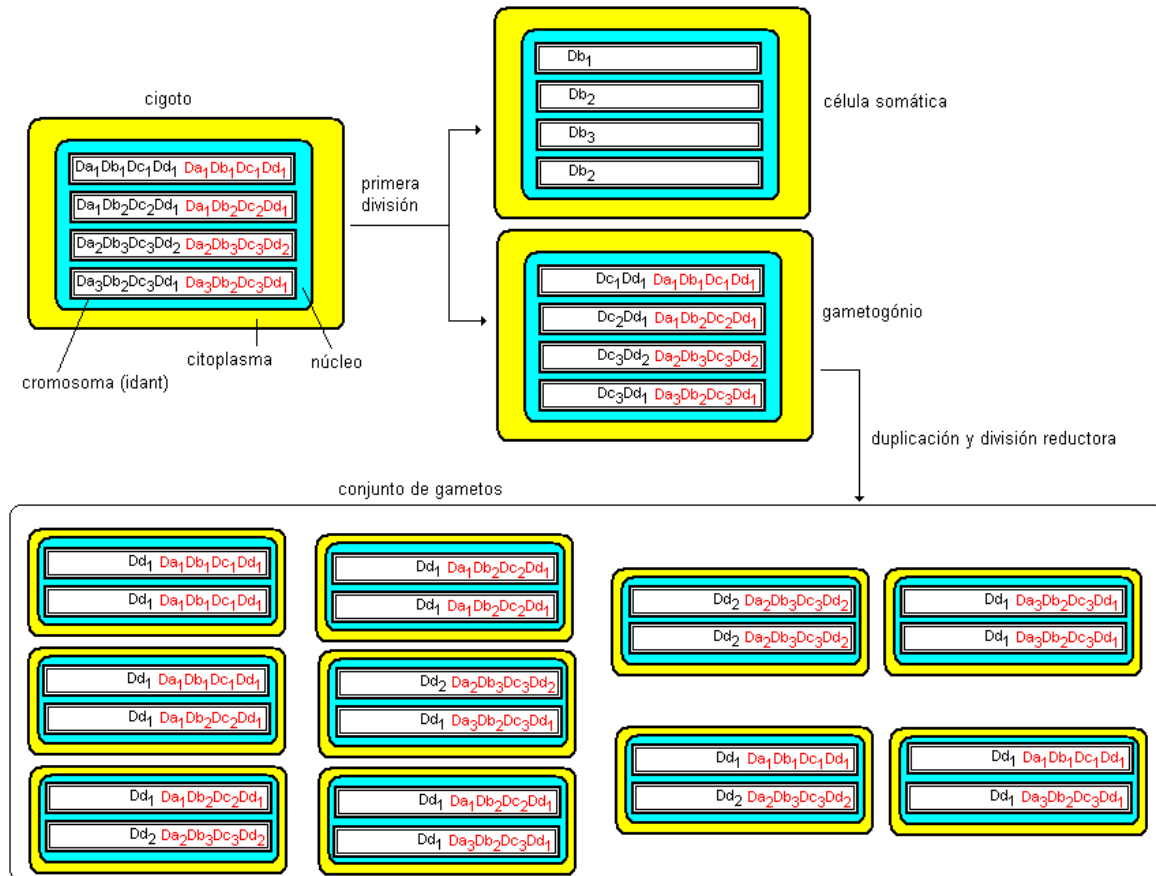 cigoto
Da₁Db₁Dc₁Dd₁ Da₁Db₁Dc₁Dd₁
Da₁Db₂Dc₂Dd₁ Da₁Db₂Dc₂Dd₁
Da₂Db₃Dc₃Dd₂ Da₂Db₃Dc₃Dd₂
Da₃Db₂Dc₃Dd₁ Da₃Db₂Dc₃Dd₁
cromosoma (idant)
citoplasma
núcleo
primera
división
Db₁
Db₂
Db₃
Db₂
célula somática
Dc₁Dd₁ Da₁Db₁Dc₁Dd₁
Dc₂Dd₁ Da₁Db₂Dc₂Dd₁
Dc₃Dd₂ Da₂Db₃Dc₃Dd₂
Dc₃Dd₁ Da₃Db₂Dc₃Dd₁
gametogónio
duplicación y división reductora
conjunto de gametos
Dd₁ Da₁Db₁Dc₁Dd₁
Dd₁ Da₁Db₁Dc₁Dd₁
Dd₁ Da₁Db₁Dc₁Dd₁
Dd₁ Da₁Db₂Dc₂Dd₁
Dd₁ Da₁Db₂Dc₂Dd₁
Dd₂ Da₂Db₃Dc₃Dd₂
Dd₁ Da₁Db₂Dc₂Dd₁
Dd₁ Da₁Db₂Dc₂Dd₁
Dd₂ Da₂Db₃Dc₃Dd₂
Dd₁ Da₃Db₂Dc₃Dd₁
Dd₁ Da₁Db₂Dc₂Dd₁
Dd₁ Da₃Db₂Dc₃Dd₁
Dd₂ Da₂Db₃Dc₃Dd₂
Dd₂ Da₂Db₃Dc₃Dd₂
Dd₁ Da₁Db₁Dc₁Dd₁
Dd₂ Da₂Db₃Dc₃Dd₂
Dd₁ Da₃Db₂Dc₃Dd₁
Dd₁ Da₃Db₂Dc₃Dd₁
Dd₁ Da₁Db₁Dc₁Dd₁
Dd₁ Da₃Db₂Dc₃Dd₁